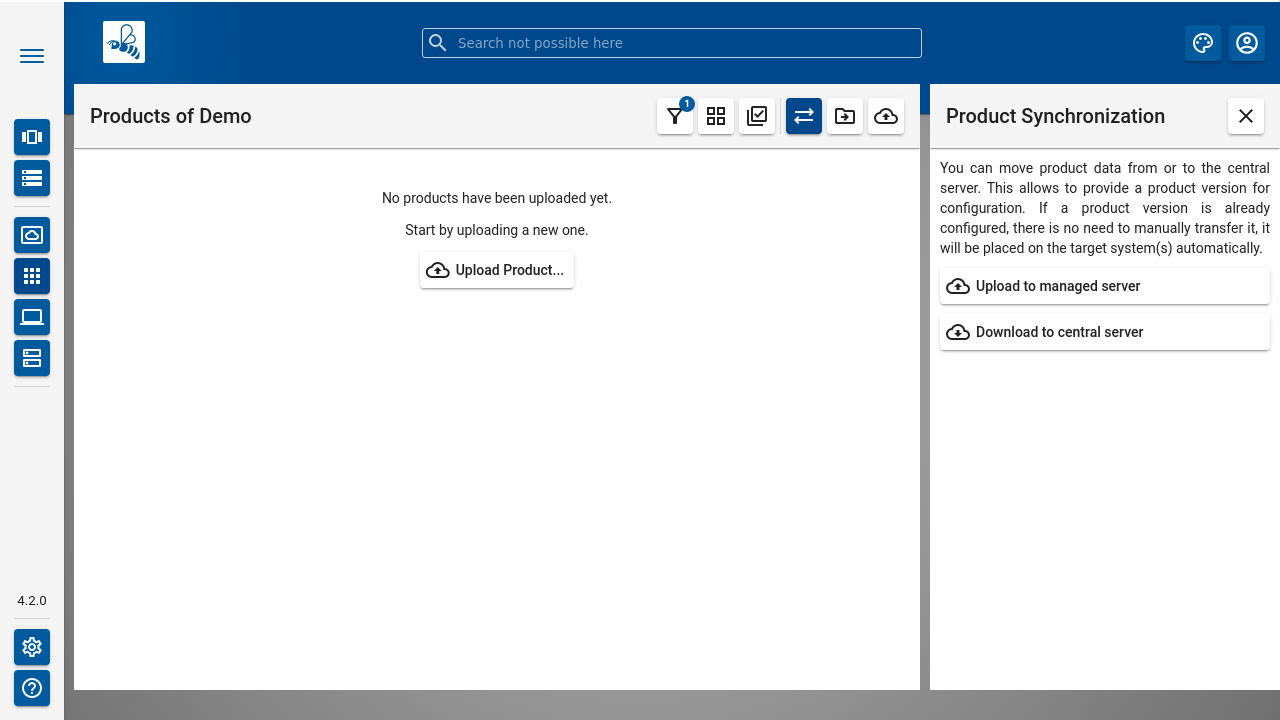 Search not possible here
Products of Demo
1
Product Synchronization
No products have been uploaded yet.
Start by uploading a new one.
Upload Product...
You can move product data from or to the central
server. This allows to provide a product version for
configuration. If a product version is already
configured, there is no need to manually transfer it, it
will be placed on the target system(s) automatically.
Upload to managed server
Download to central server
4.2.0